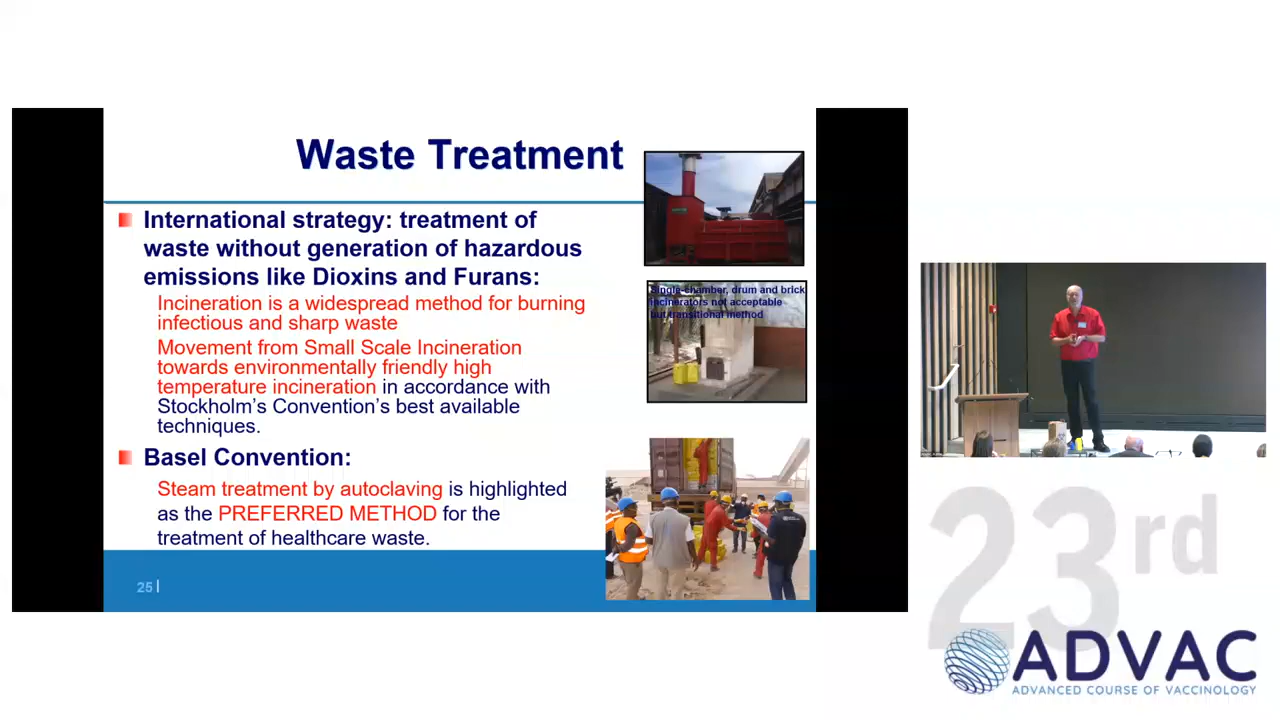 Waste Treatment
International strategy: treatment of
waste without generation of hazardous
emissions like Dioxins and Furans:
Incineration is a widespread method for burning
infectious and sharp waste
Movement from Small Scale Incineration
towards environmentally friendly high
temperature incineration in accordance with
Stockholm’s Convention’s best available
techniques.
Basel Convention:
Steam treatment by autoclaving is highlighted
as the PREFERRED METHOD for the
treatment of healthcare waste.
25 |
Single-chamber, drum and brick
incinerators not acceptable
but transitional method
23rd
ADVAC
ADVANCED COURSE OF VACCINOLOGY